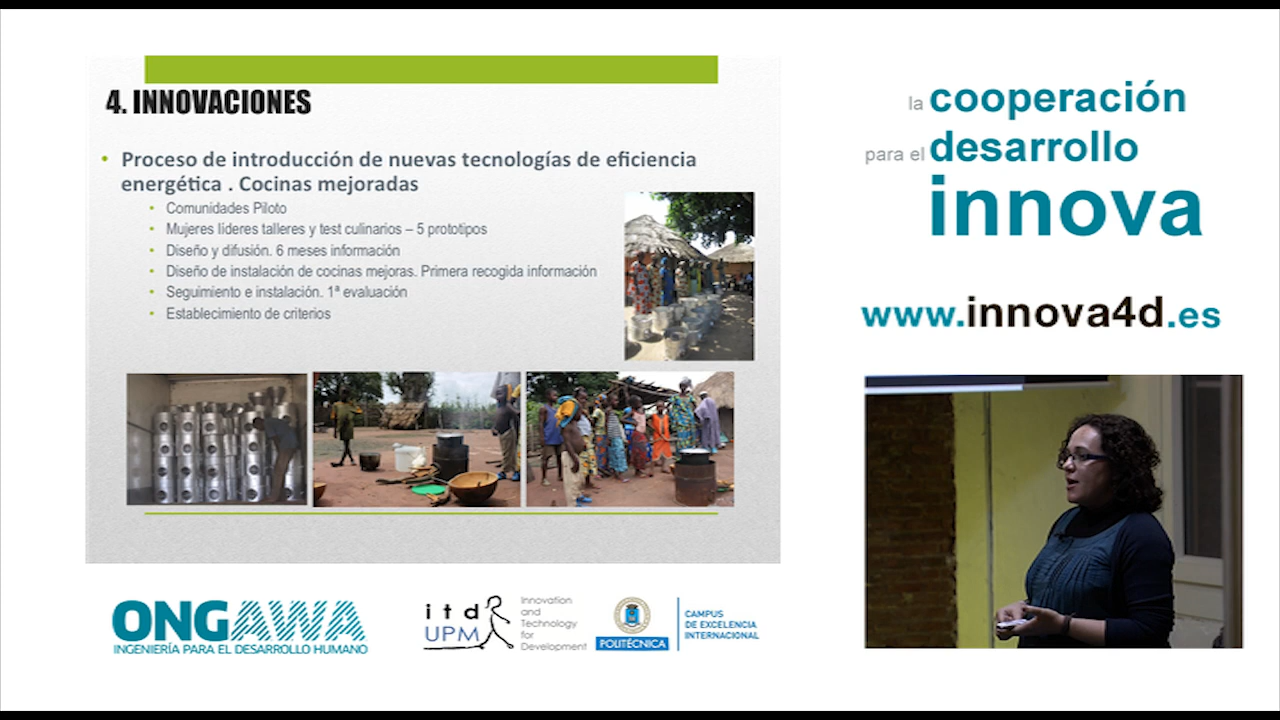 4. INNOVACIONES
• Proceso de introducción de nuevas tecnologías de eficiencia
energética . Cocinas mejoradas
• Comunidades Piloto
• Mujeres líderes talleres y test culinarios – 5 prototipos
• Diseño y difusión. 6 meses información
• Diseño de instalación de cocinas mejoras. Primera recogida información
• Seguimiento e instalación. 1ª evaluación
• Establecimiento de criterios
la cooperación
para el desarrollo
innova
www.innova4d.es
ONGAWA
INGENIERÍA PARA EL DESARROLLO HUMANO
itd
UPM
Innovation
and
Technology
for
Development
POLITÉCNICA
CAMPUS
DE EXCELENCIA
INTERNACIONAL